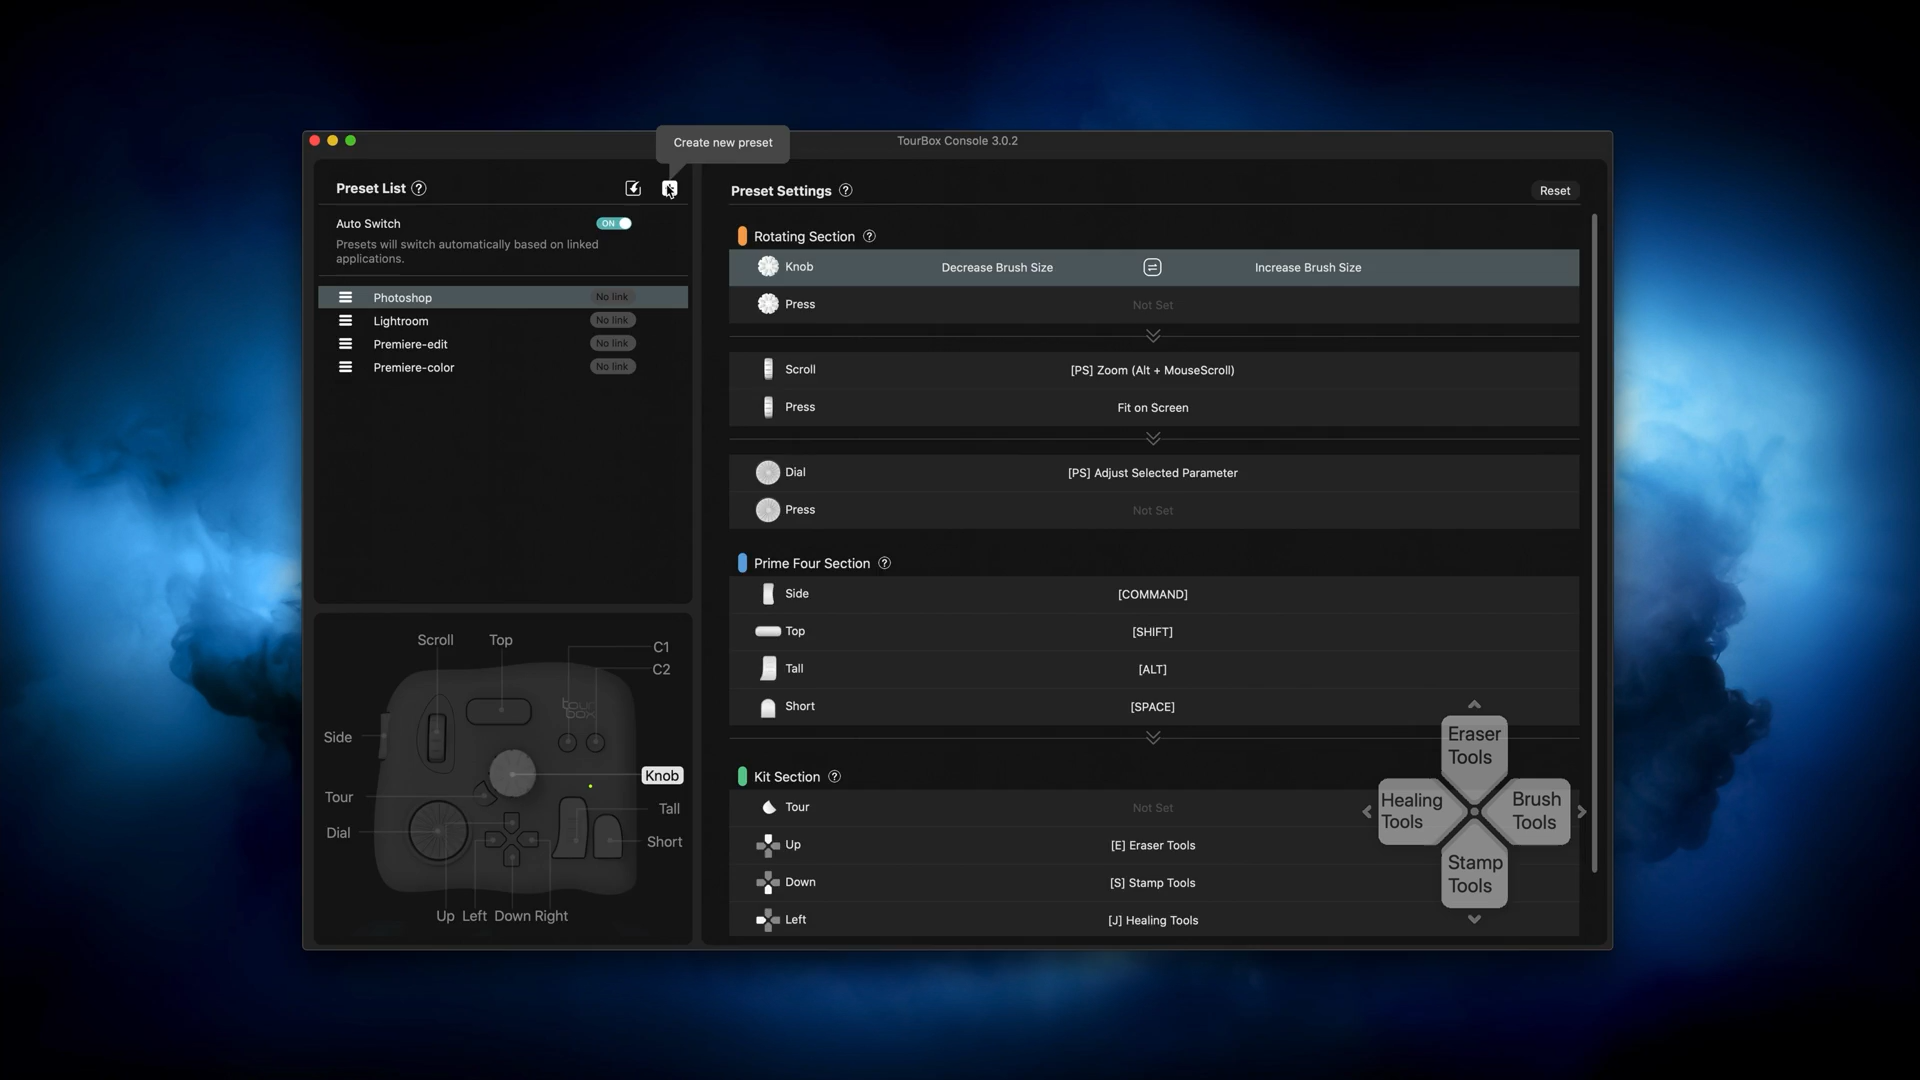 Create new preset
TourBox Console 3.0.2
Preset List ?
Auto Switch
ON
Presets will switch automatically based on linked
applications.
Photoshop No link
Lightroom No link
Premiere-edit No link
Premiere-color No link
Scroll
Top
C1
C2
tour
box
Side
Knob
Tour
Tall
Dial
Short
Up
Left
Down
Right
Preset Settings ?
Reset
Rotating Section ?
Knob Decrease Brush Size Increase Brush Size
Press Not Set
Scroll [PS] Zoom (Alt + MouseScroll)
Press Fit on Screen
Dial [PS] Adjust Selected Parameter
Press Not Set
Prime Four Section ?
Side [COMMAND]
Top [SHIFT]
Tall [ALT]
Short [SPACE]
Kit Section ?
Tour Not Set
Up [E] Eraser Tools
Down [S] Stamp Tools
Left [J] Healing Tools
Eraser
Tools
Healing
Tools
Brush
Tools
Stamp
Tools